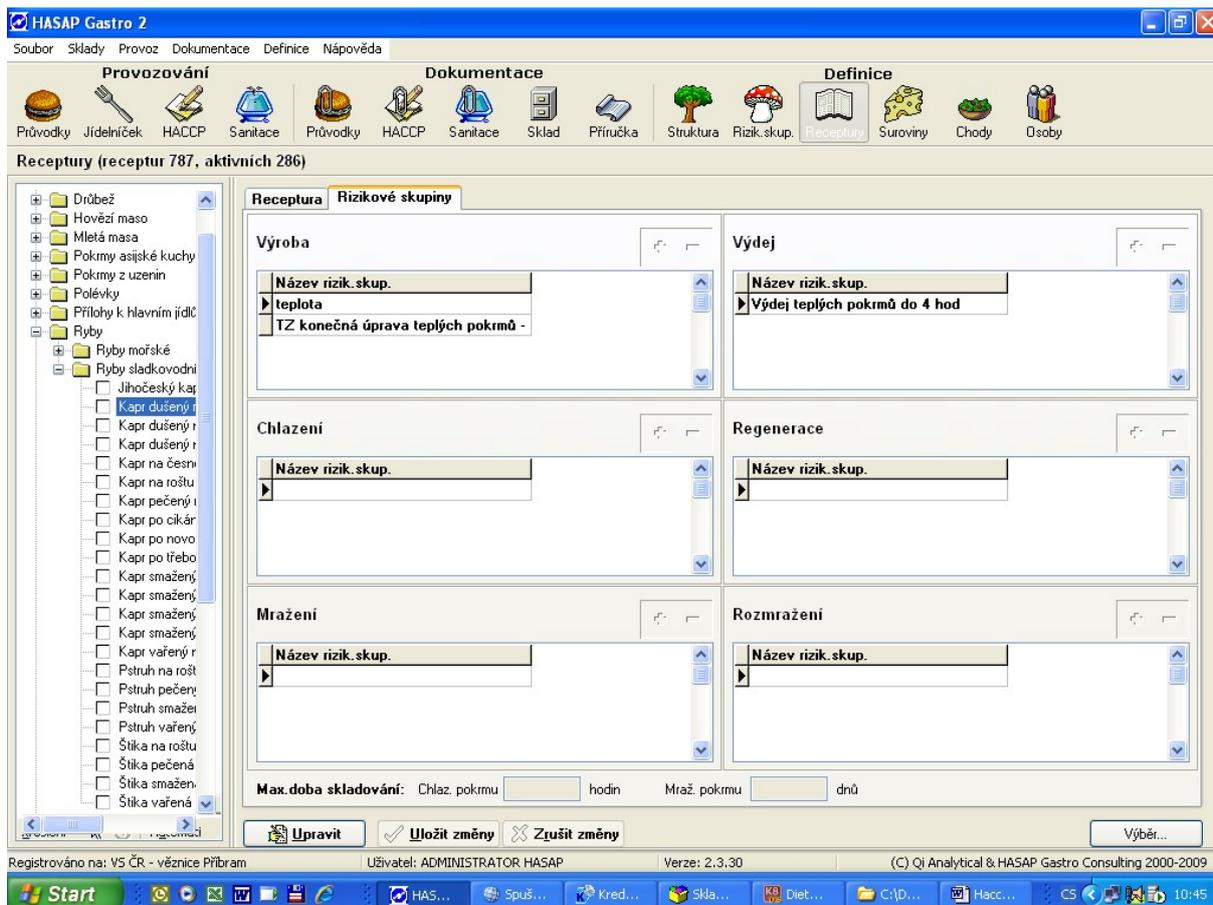 HASAP Gastro 2
Soubor Sklady Provoz Dokumentace Definice Nápověda
Provozování Dokumentace Definice
Průvodky Jídelníček HACCP Sanitace Průvodky HACCP Sanitace Sklad Příručka Struktura Rizik.skup. Receptury Suroviny Chody Osoby
Receptury (receptur 787, aktivních 286)
Drůbež
Hovězí maso
Mletá masa
Pokrmy asijské kuchy
Pokrmy z uzenin
Polévky
Přílohy k hlavním jídlů
Ryby
Ryby mořské
Ryby sladkovodní
Jihočeský kap
Kapr dušený n
Kapr dušený n
Kapr dušený n
Kapr na česne
Kapr na roštu
Kapr pečený n
Kapr po cikán
Kapr po novo
Kapr po třebo
Kapr smažený
Kapr smažený
Kapr smažený
Kapr smažený
Kapr vařený n
Pstruh na rošt
Pstruh pečený
Pstruh smažen
Pstruh vařený
Štika na roštu
Štika pečená
Štika smažen
Štika vařená
Receptura Rizikové skupiny
Výroba
Název rizik.skup.
teplota
TZ konečná úprava teplých pokrmů -
Výdej
Název rizik.skup.
Výdej teplých pokrmů do 4 hod
Chlazení
Název rizik.skup.
Regenerace
Název rizik.skup.
Mražení
Název rizik.skup.
Rozmražení
Název rizik.skup.
Max.doba skladování: Chlaz. pokrmu hodin Mraž. pokrmu dnů
Upravit Uložit změny Zrušit změny Výběr...
Registrováno na: VS ČR - věznice Příbram Uživatel: ADMINISTRATOR HASAP Verze: 2.3.30 (C) Qi Analytical & HASAP Gastro Consulting 2000-2009
Start HAS... Spuš... Kred... Skla... Diet... C:\D... Hacc... CS 10:45